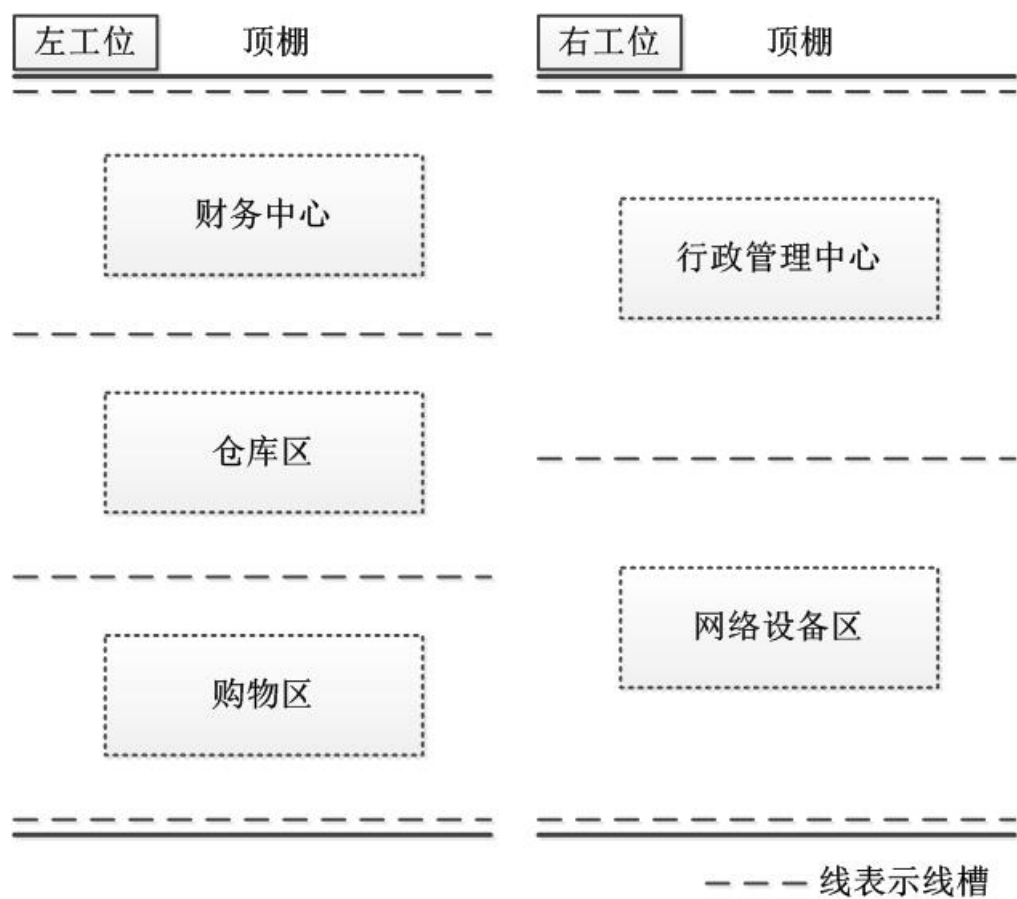 左工位 顶棚
财务中心
仓库区
购物区
右工位 顶棚
行政管理中心
网络设备区
线表示线槽